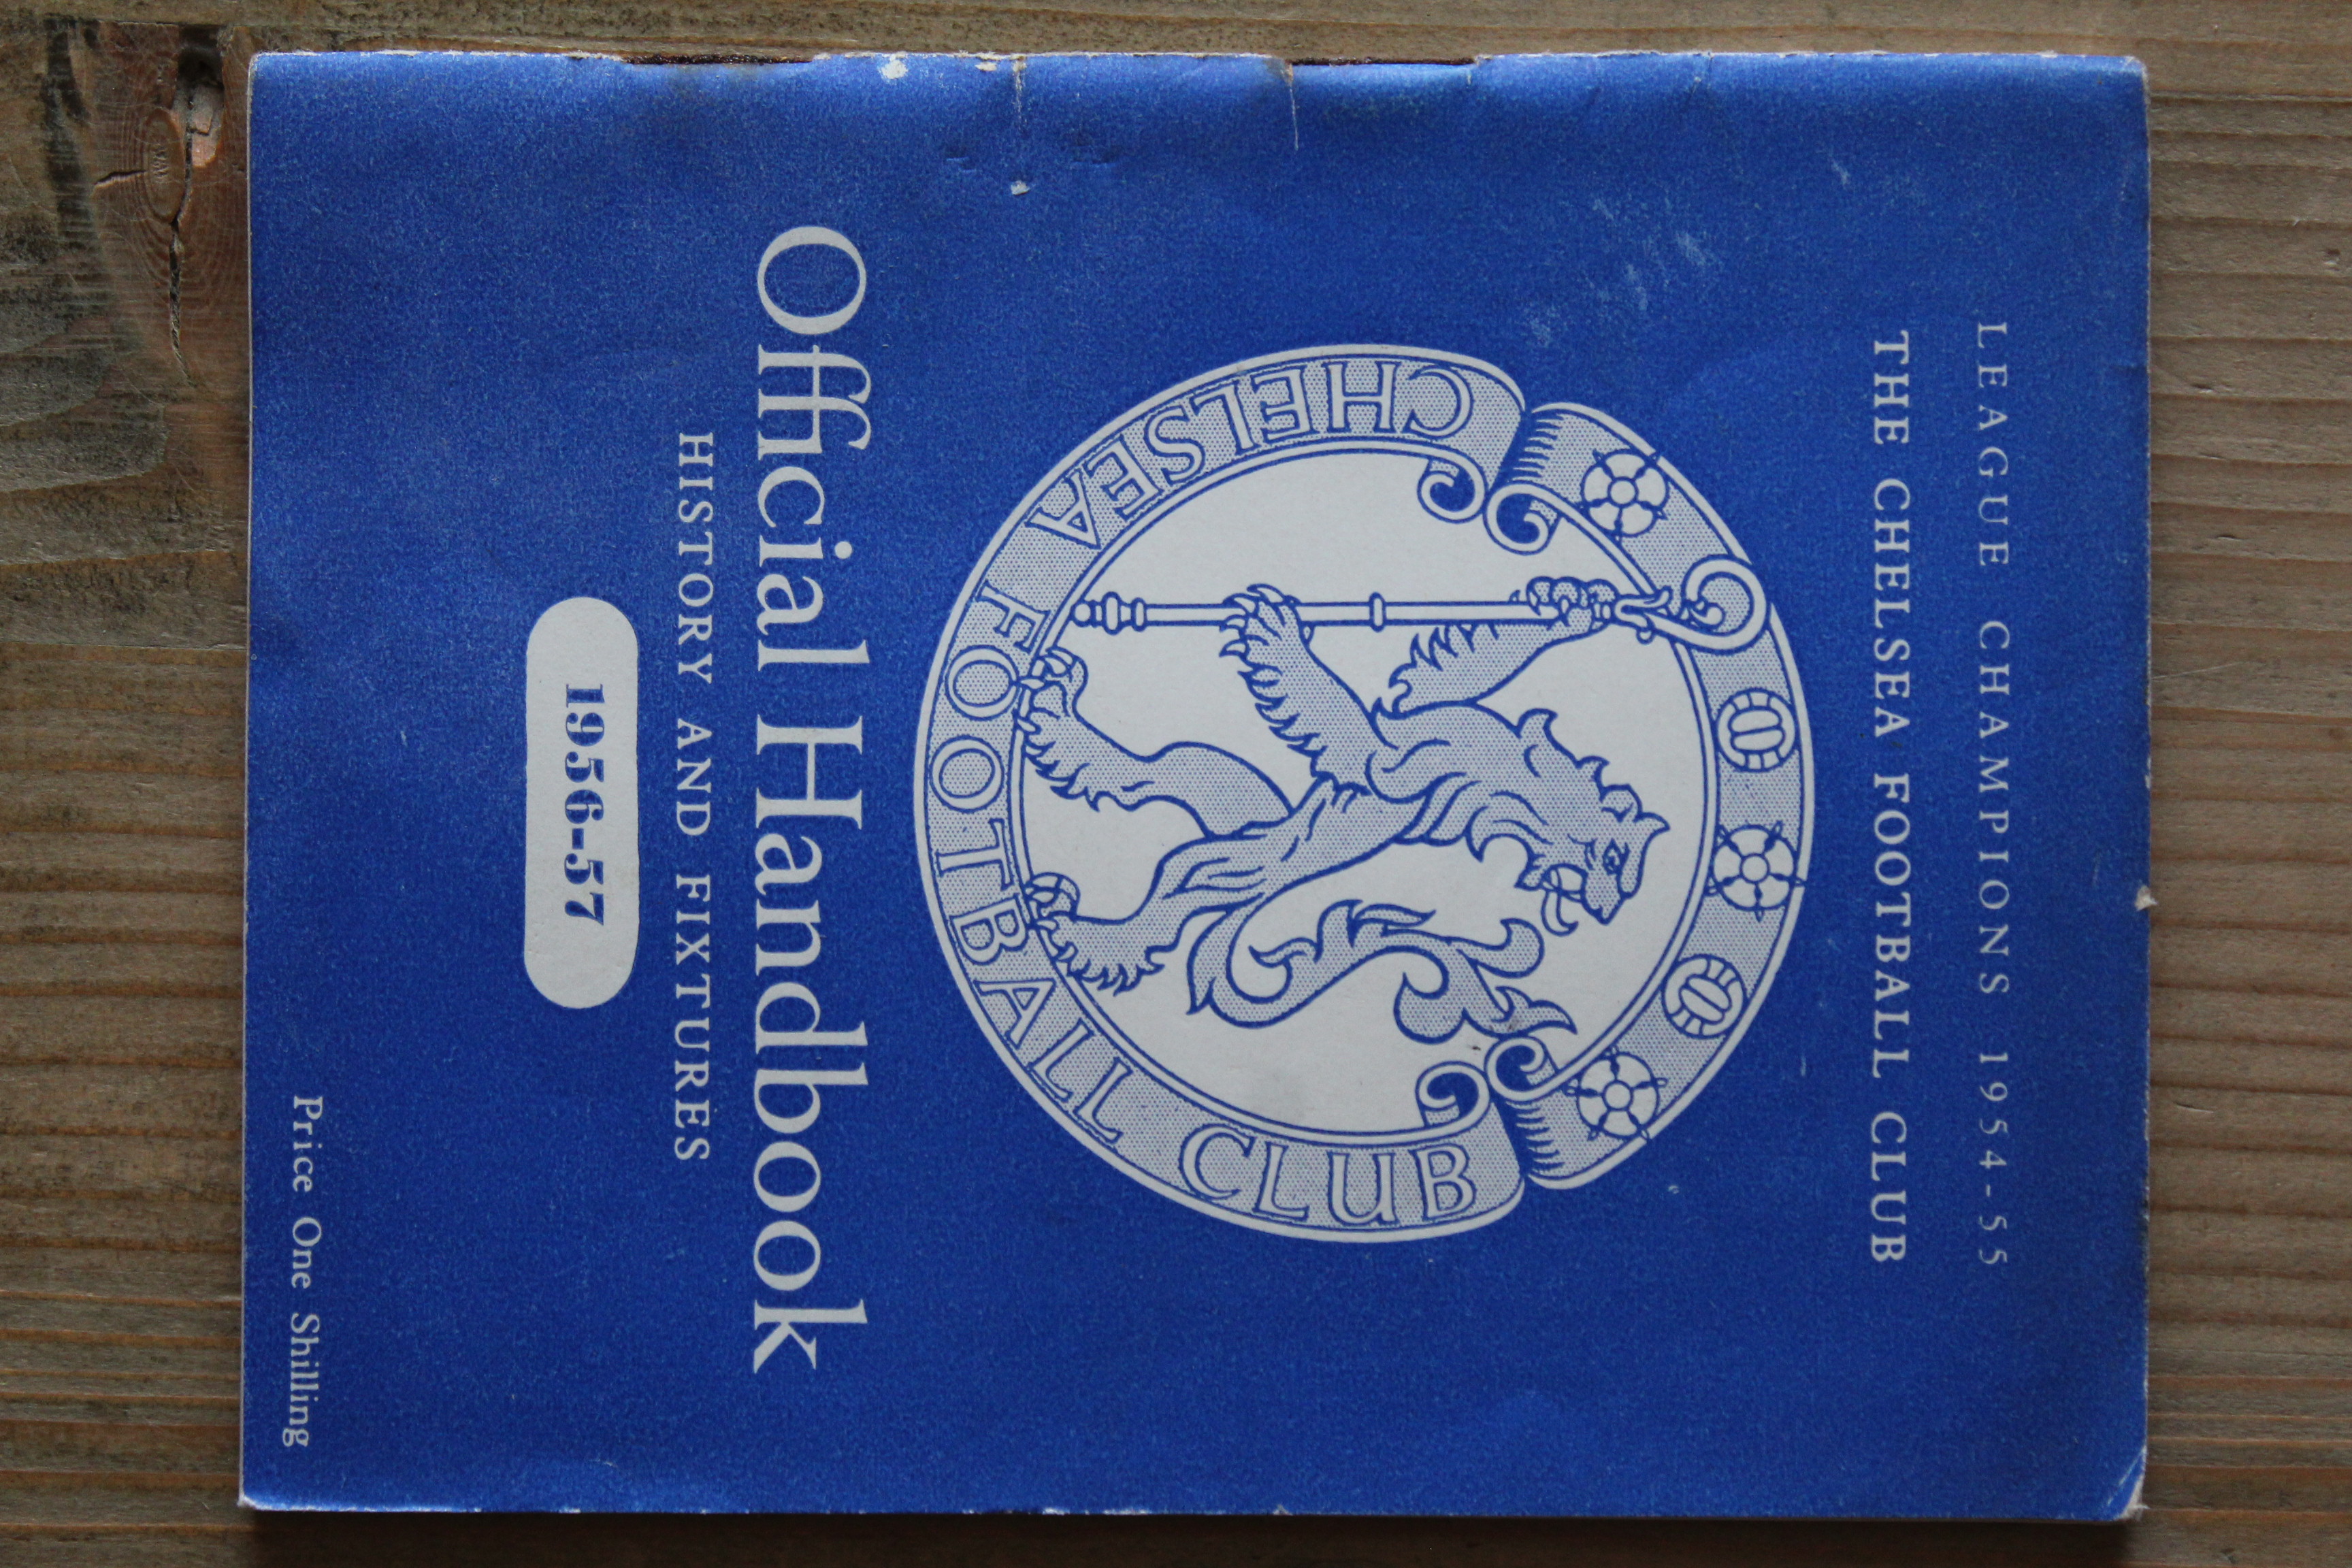 LEAGUE CHAMPIONS 1954-55
THE CHELSEA FOOTBALL CLUB
CHELSEA FOOTBALL CLUB
Official Handbook
HISTORY AND FIXTURES
1956-57
Price One Shilling